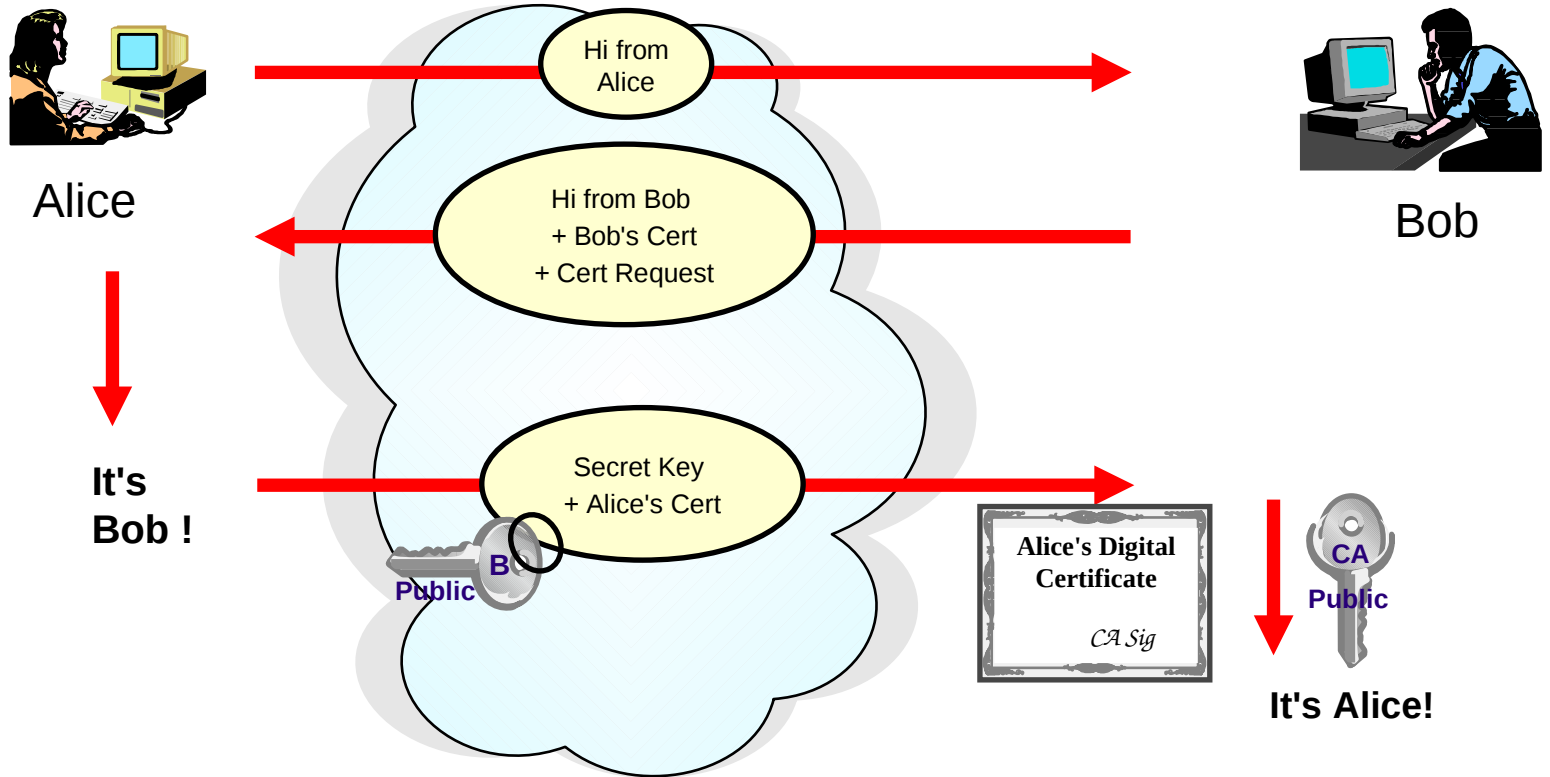 Hi from
Alice
Alice
Bob
Hi from Bob
+ Bob's Cert
+ Cert Request
It's
Bob !
Secret Key
+ Alice's Cert
B
Public
Alice's Digital
Certificate
CA Sig
CA
Public
It's Alice!